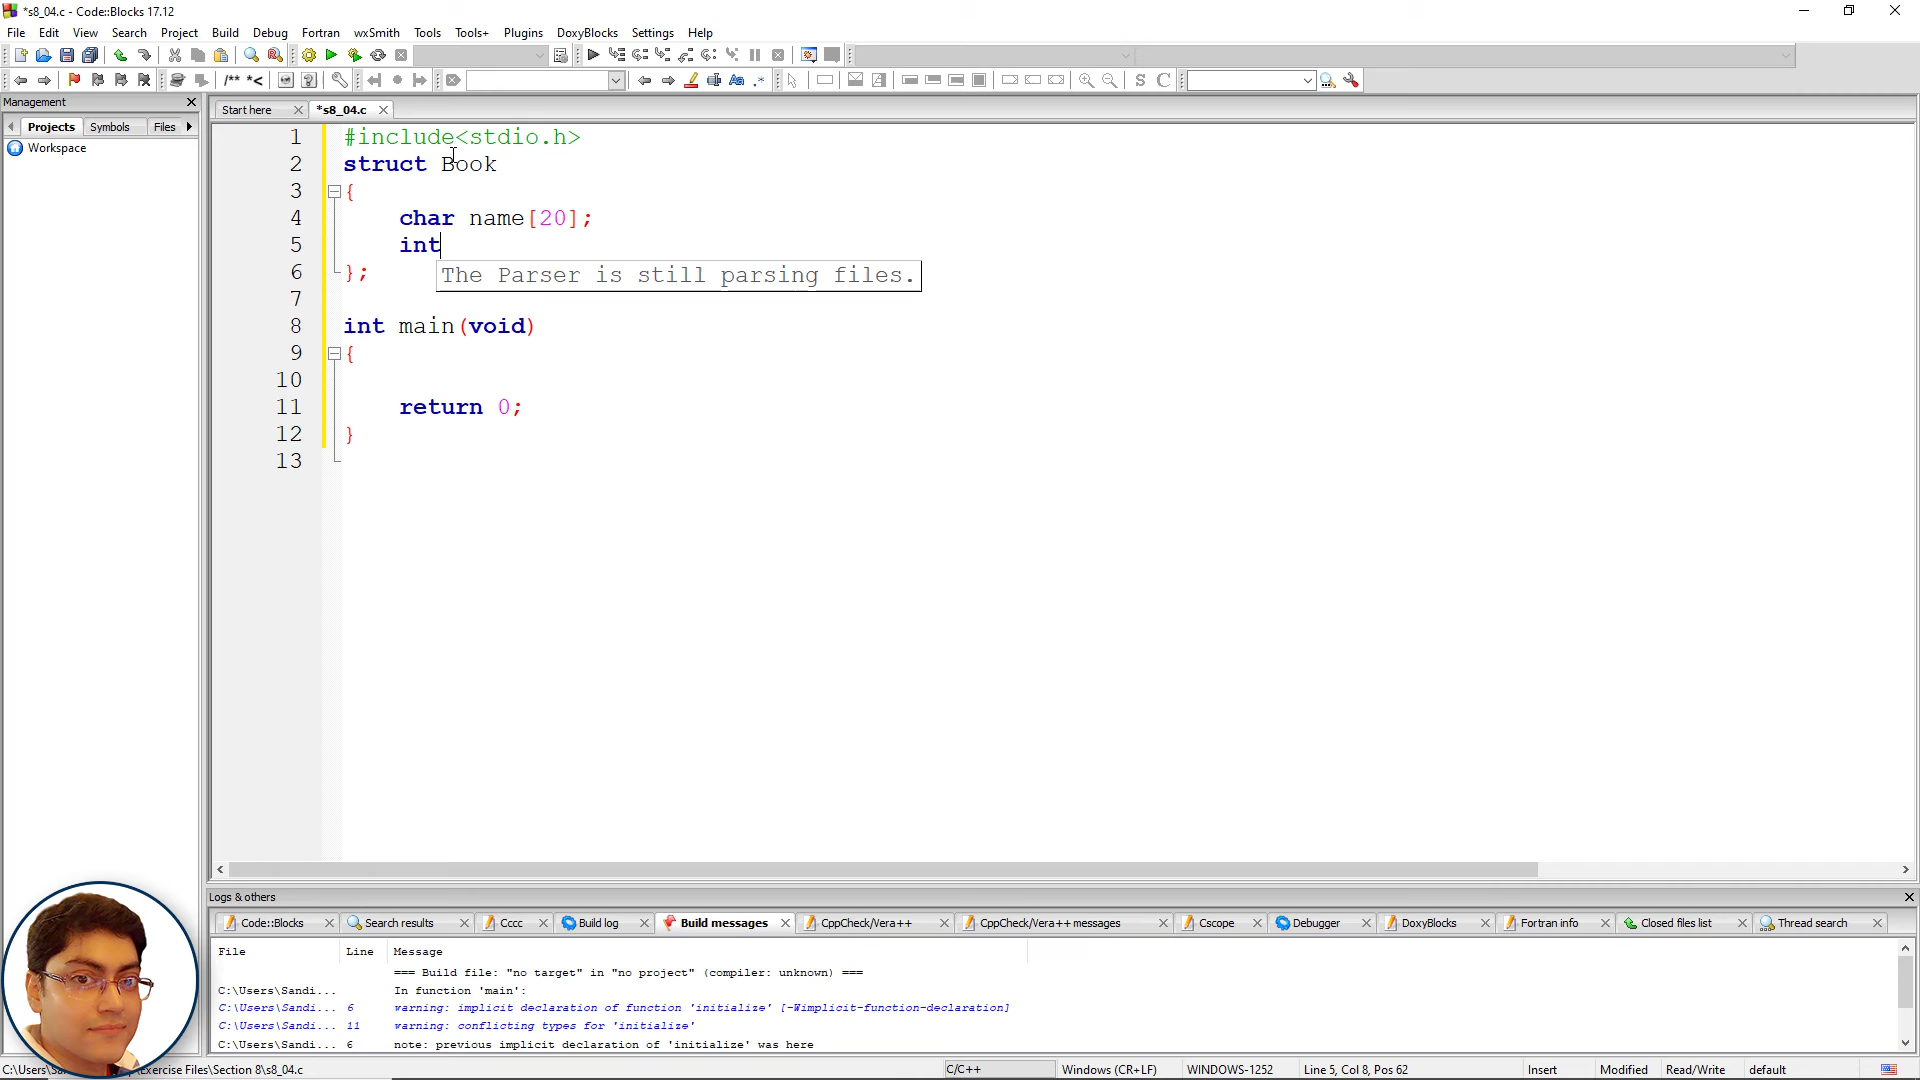 *s8_04.c - Code::Blocks 17.12
File Edit View Search Project Build Debug Fortran wxSmith Tools Tools+ Plugins DoxyBlocks Settings Help
/** *<
S C
Management
Projects Symbols Files
Workspace
Start here *s8_04.c
1 #include<stdio.h>
2 struct Book
3 {
4 char name[20];
5 int
6 };
The Parser is still parsing files.
7
8 int main(void)
9 {
10
11 return 0;
12 }
13
Logs & others
Code::Blocks Search results Cccc Build log Build messages CppCheck/Vera++ CppCheck/Vera++ messages Cscope Debugger DoxyBlocks Fortran info Closed files list Thread search
File Line Message
=== Build file: "no target" in "no project" (compiler: unknown) ===
C:\Users\Sandi... In function 'main':
C:\Users\Sandi... 6 warning: implicit declaration of function 'initialize' [-Wimplicit-function-declaration]
C:\Users\Sandi... 11 warning: conflicting types for 'initialize'
C:\Users\Sandi... 6 note: previous implicit declaration of 'initialize' was here
C:\Users\Sa Exercise Files\Section 8\s8_04.c C/C++ Windows (CR+LF) WINDOWS-1252 Line 5, Col 8, Pos 62 Insert Modified Read/Write default